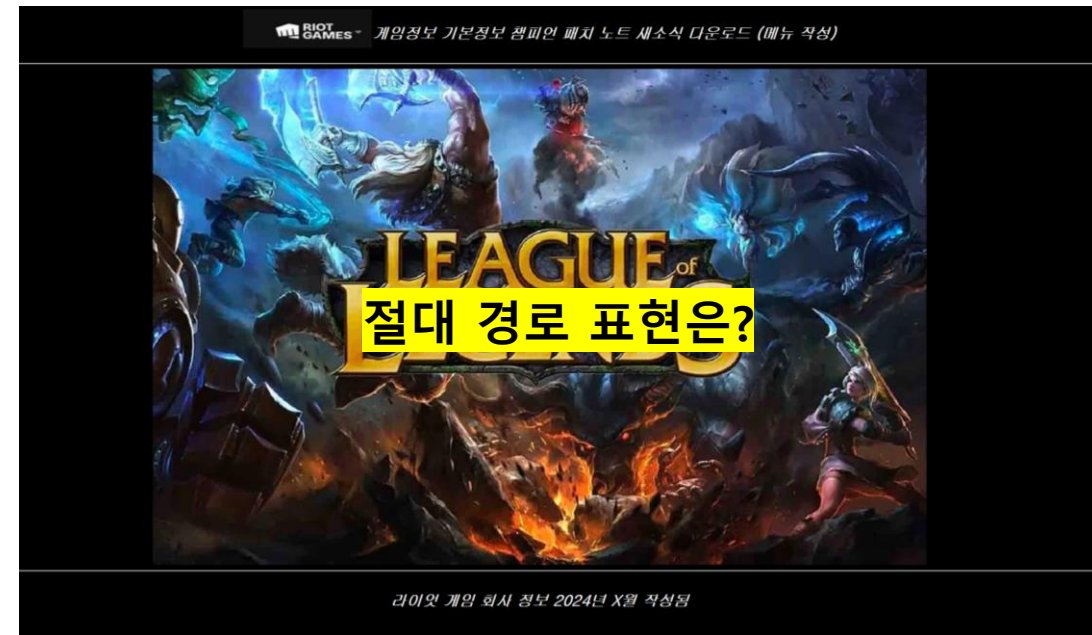 RIOT
GAMES 게임정보 기본정보 챔피언 패치 노트 새소식 다운로드 (메뉴 작성)
LEAGUE of
LEGENDS
절대 경로 표현은?
라이엇 게임 회사 정보 2024년 X월 작성됨